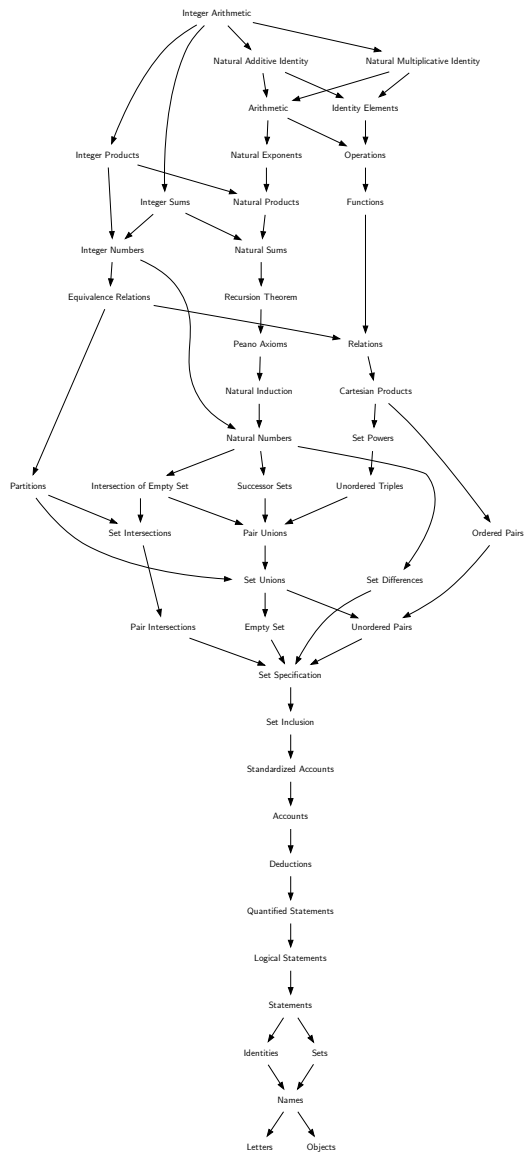 Integer Arithmetic
Natural Additive Identity
Natural Multiplicative Identity
Arithmetic
Identity Elements
Integer Products
Natural Exponents
Operations
Integer Sums
Natural Products
Functions
Integer Numbers
Natural Sums
Equivalence Relations
Recursion Theorem
Peano Axioms
Relations
Natural Induction
Cartesian Products
Natural Numbers
Set Powers
Partitions
Intersection of Empty Set
Successor Sets
Unordered Triples
Set Intersections
Pair Unions
Ordered Pairs
Set Unions
Set Differences
Pair Intersections
Empty Set
Unordered Pairs
Set Specification
Set Inclusion
Standardized Accounts
Accounts
Deductions
Quantified Statements
Logical Statements
Statements
Identities
Sets
Names
Letters
Objects